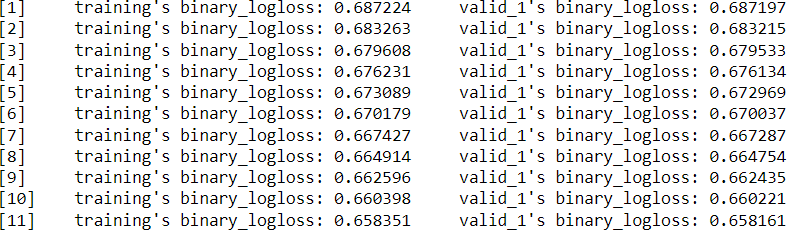 [1]	training's binary_logloss: 0.687224	valid_1's binary_logloss: 0.687197
[2]	training's binary_logloss: 0.683263	valid_1's binary_logloss: 0.683215
[3]	training's binary_logloss: 0.679608	valid_1's binary_logloss: 0.679533
[4]	training's binary_logloss: 0.676231	valid_1's binary_logloss: 0.676134
[5]	training's binary_logloss: 0.673089	valid_1's binary_logloss: 0.672969
[6]	training's binary_logloss: 0.670179	valid_1's binary_logloss: 0.670037
[7]	training's binary_logloss: 0.667427	valid_1's binary_logloss: 0.667287
[8]	training's binary_logloss: 0.664914	valid_1's binary_logloss: 0.664754
[9]	training's binary_logloss: 0.662596	valid_1's binary_logloss: 0.662435
[10]	training's binary_logloss: 0.660398	valid_1's binary_logloss: 0.660221
[11]	training's binary_logloss: 0.658351	valid_1's binary_logloss: 0.658161